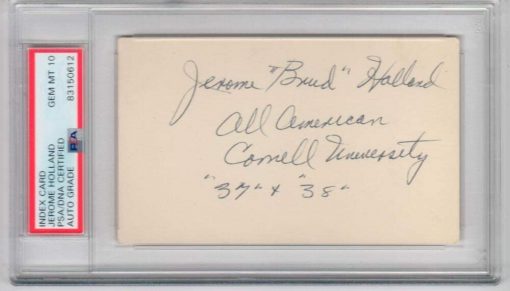 INDEX CARD
JEROME HOLLAND
PSA/DNA CERTIFIED
AUTO GRADE
GEM MT 10
83150612
PSA
Jerome "Brud" Holland
All American
Cornell University
"37" & "38"